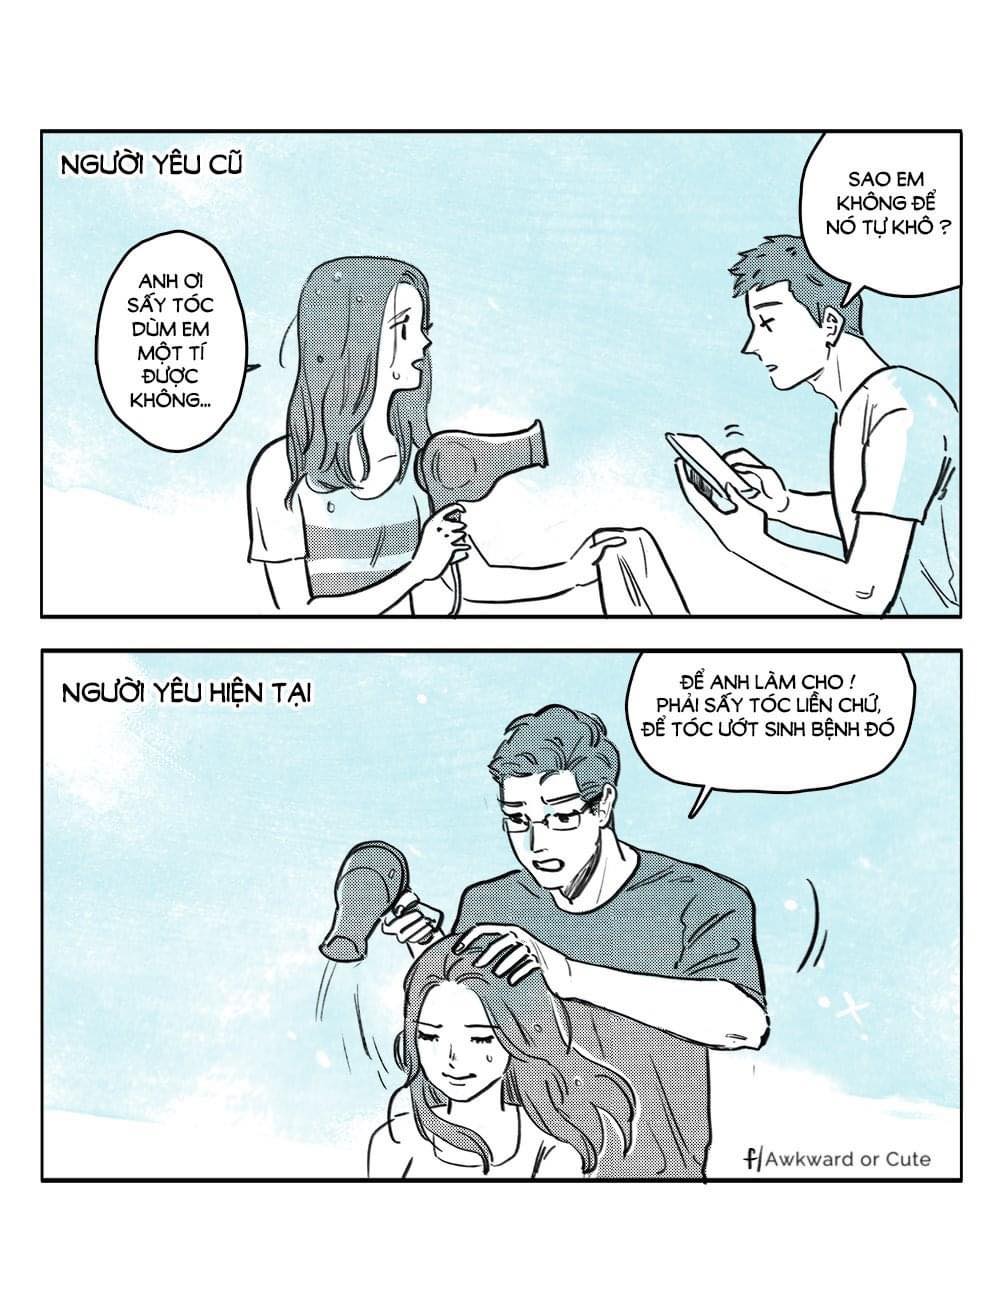 NGƯỜI YÊU CŨ
ANH ƠI
SẤY TÓC
DÙM EM
MỘT TÍ
ĐƯỢC
KHÔNG...
SAO EM
KHÔNG ĐỂ
NÓ TỰ KHÔ ?
NGƯỜI YÊU HIỆN TẠI
ĐỂ ANH LÀM CHO !
PHẢI SẤY TÓC LIỀN CHỨ,
ĐỂ TÓC ƯỚT SINH BỆNH ĐÓ
f/Awkward or Cute